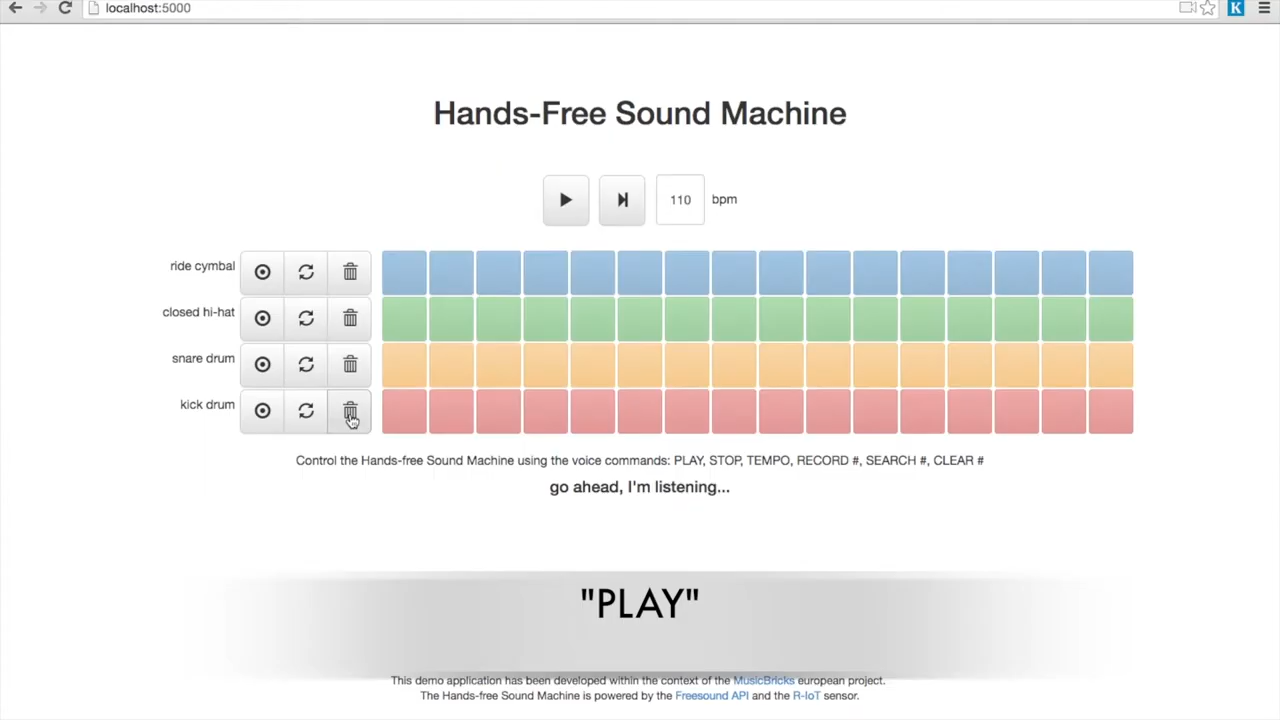 localhost:5000
K
Hands-Free Sound Machine
110 bpm
ride cymbal
closed hi-hat
snare drum
kick drum
Control the Hands-free Sound Machine using the voice commands: PLAY, STOP, TEMPO, RECORD #, SEARCH #, CLEAR #
go ahead, I'm listening...
"PLAY"
This demo application has been developed within the context of the MusicBricks european project.
The Hands-free Sound Machine is powered by the Freesound API and the R-IoT sensor.